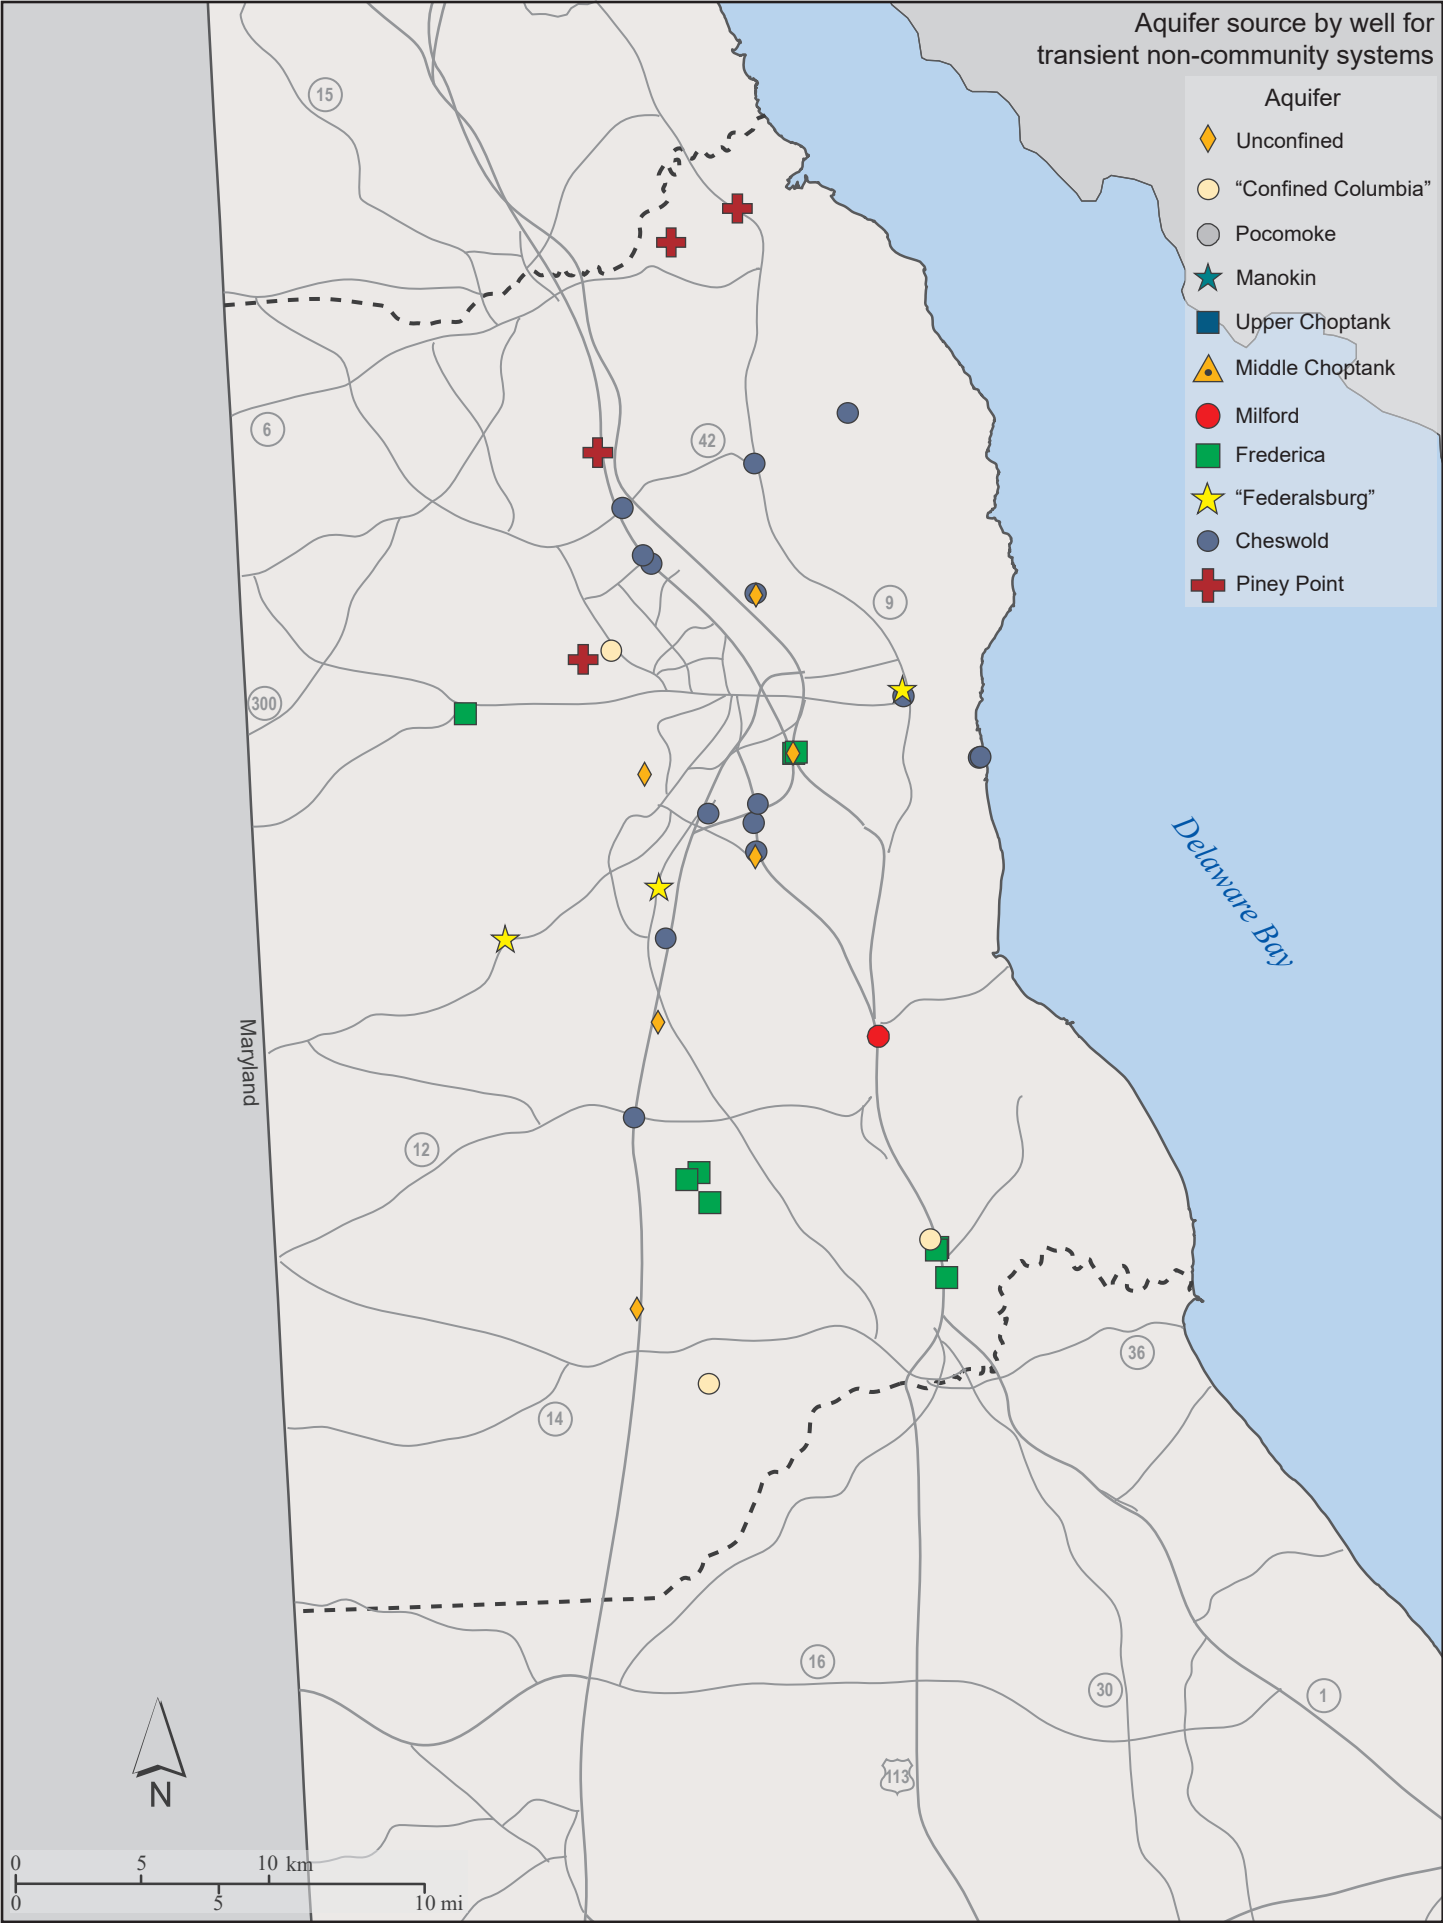 Aquifer source by well for
transient non-community systems
Aquifer
Unconfined
“Confined Columbia”
Pocomoke
Manokin
Upper Choptank
Middle Choptank
Milford
Frederica
“Federalsburg”
Cheswold
Piney Point
15
6
42
9
300
Delaware Bay
Maryland
12
36
14
16
30
1
113
N
0 5 10 km
0 5 10 mi